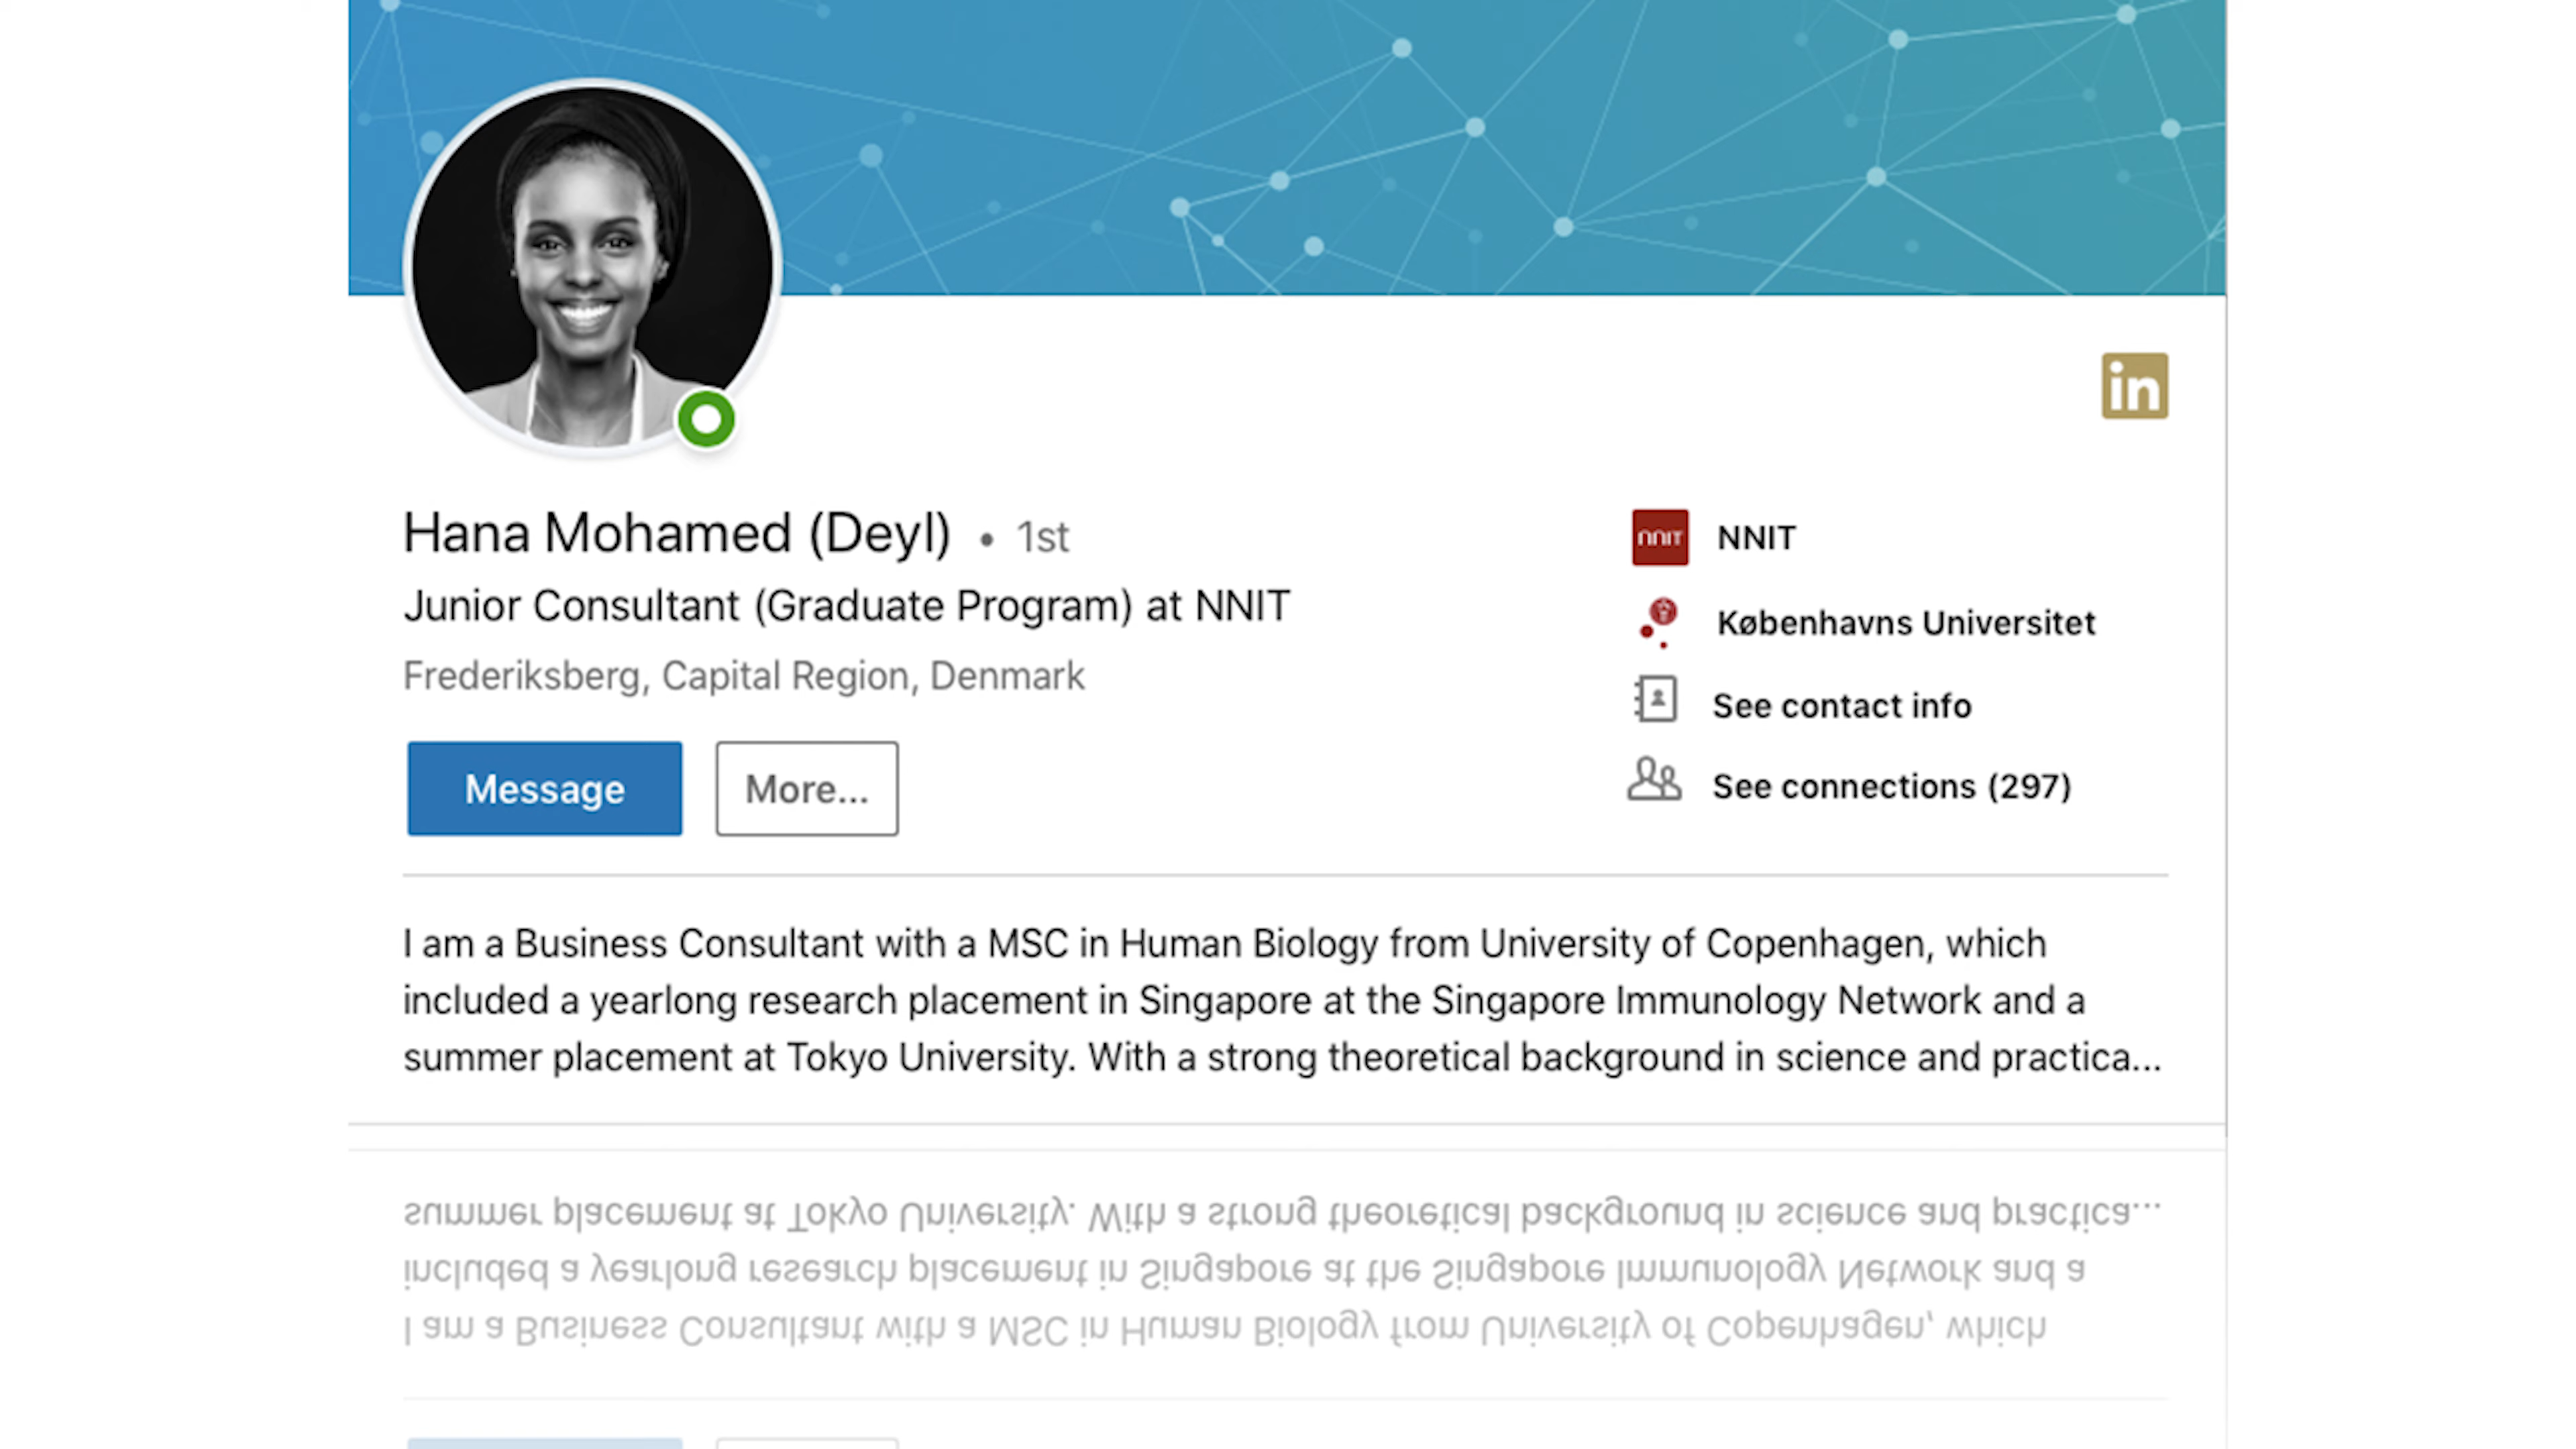 in
Hana Mohamed (Deyl) • 1st
Junior Consultant (Graduate Program) at NNIT
Frederiksberg, Capital Region, Denmark
Message
More...
nnit NNIT
Københavns Universitet
See contact info
See connections (297)
I am a Business Consultant with a MSC in Human Biology from University of Copenhagen, which
included a yearlong research placement in Singapore at the Singapore Immunology Network and a
summer placement at Tokyo University. With a strong theoretical background in science and practica...
summer placement at Tokyo University. With a strong theoretical background in science and practica...
included a yearlong research placement in Singapore at the Singapore Immunology Network and a
I am a Business Consultant with a MSC in Human Biology from University of Copenhagen, which